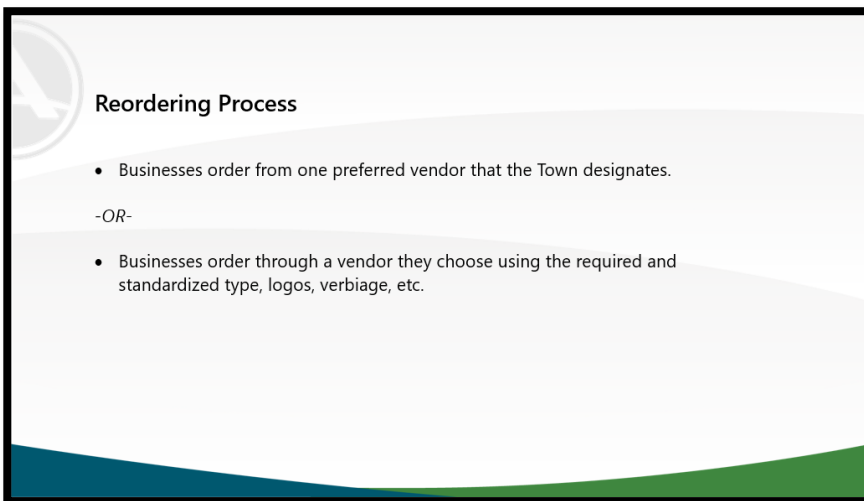 Reordering Process
• Businesses order from one preferred vendor that the Town designates.
-OR-
• Businesses order through a vendor they choose using the required and
standardized type, logos, verbiage, etc.